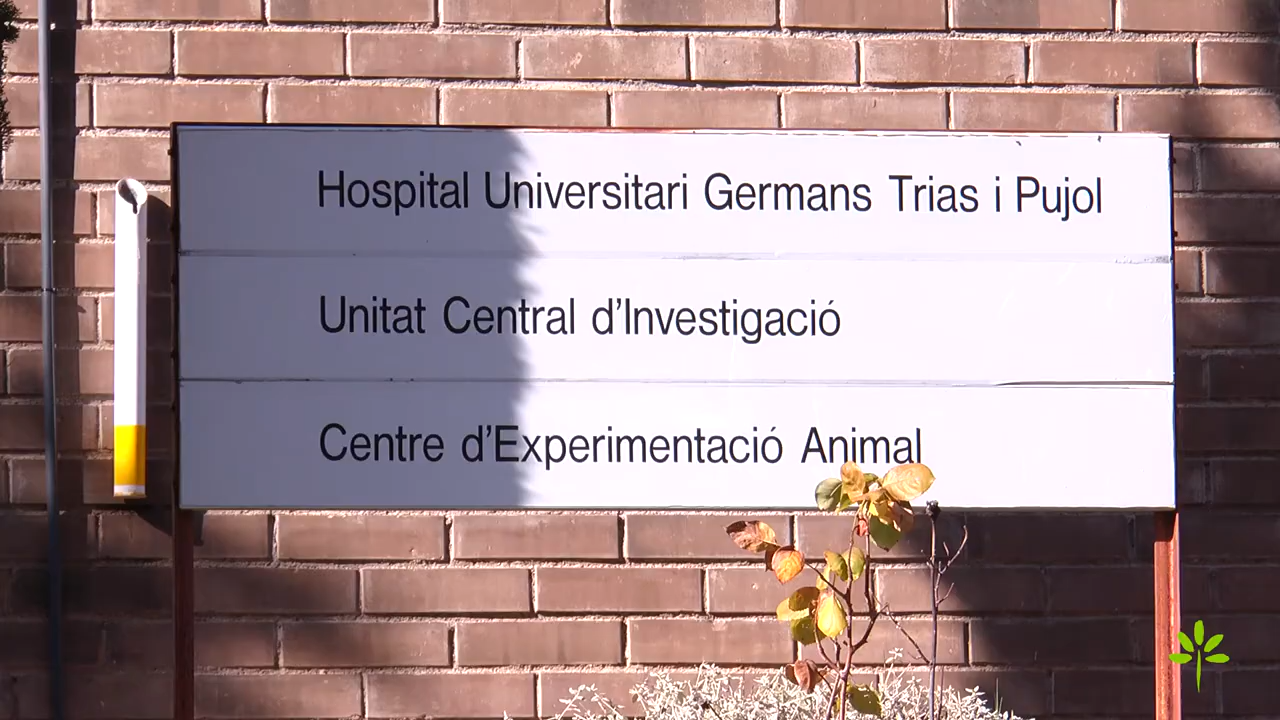 Hospital Universitari Germans Trias i Pujol
Unitat Central d'Investigació
Centre d'Experimentació Animal